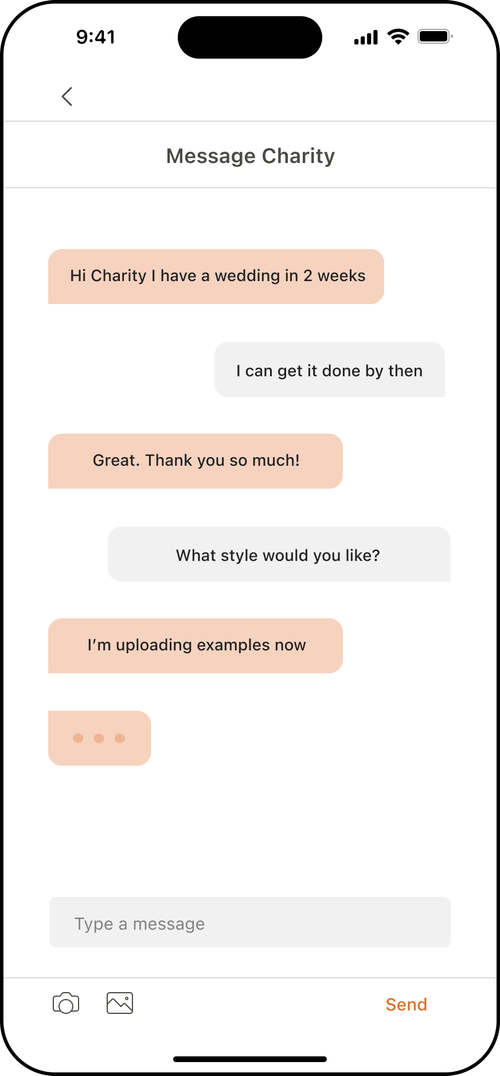 9:41
Message Charity
Hi Charity I have a wedding in 2 weeks
I can get it done by then
Great. Thank you so much!
What style would you like?
I’m uploading examples now
Type a message
Send